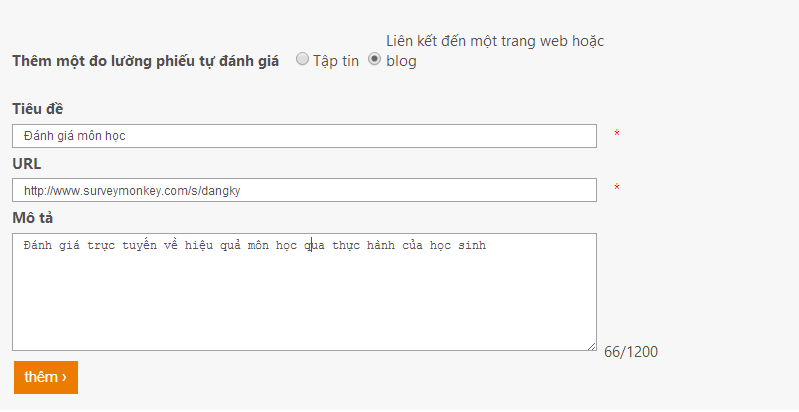 Liên kết đến một trang web hoặc
Thêm một đo lường phiếu tự đánh giá Tập tin blog
Tiêu đề
Đánh giá môn học *
URL
http://www.surveymonkey.com/s/dangky *
Mô tả
Đánh giá trực tuyến về hiệu quả môn học qua thực hành của học sinh
66/1200
thêm ›